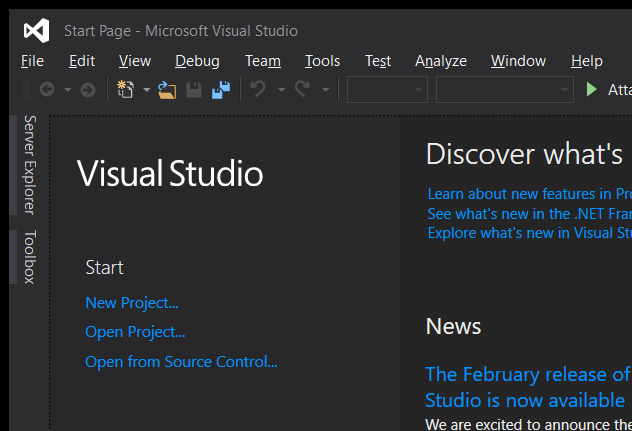 Start Page - Microsoft Visual Studio
File Edit View Debug Team Tools Test Analyze Window Help
Atta
Server Explorer
Toolbox
Visual Studio
Start
New Project...
Open Project...
Open from Source Control...
Discover what's
Learn about new features in Pro
See what's new in the .NET Fran
Explore what's new in Visual Stu
News
The February release of
Studio is now available
We are excited to announce the